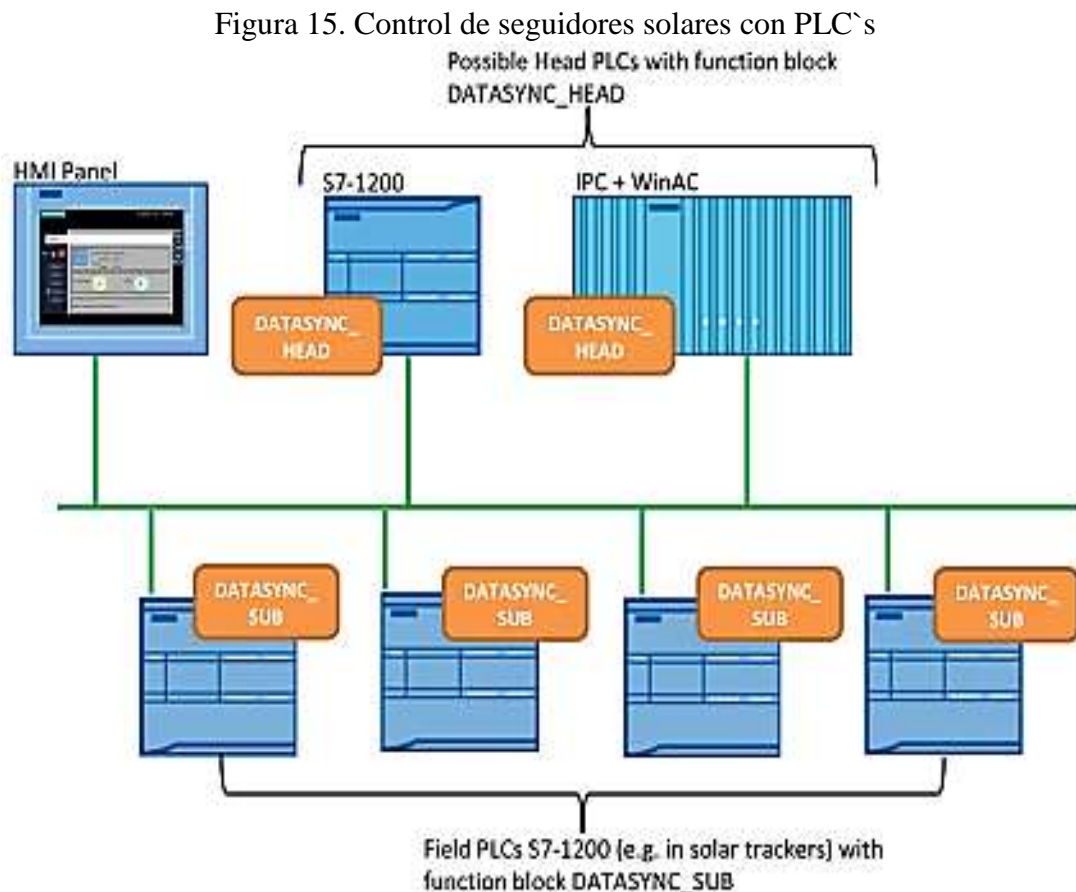 Figura 15. Control de seguidores solares con PLC`s
Possible Head PLCs with function block
DATASYNC_HEAD
HMI Panel
S7-1200
IPC + WinAC
DATASYNC_
HEAD
DATASYNC_
HEAD
DATASYNC_
SUB
DATASYNC_
SUB
DATASYNC_
SUB
DATASYNC_
SUB
Field PLCs S7-1200 (e.g. in solar trackers) with
function block DATASYNC_SUB